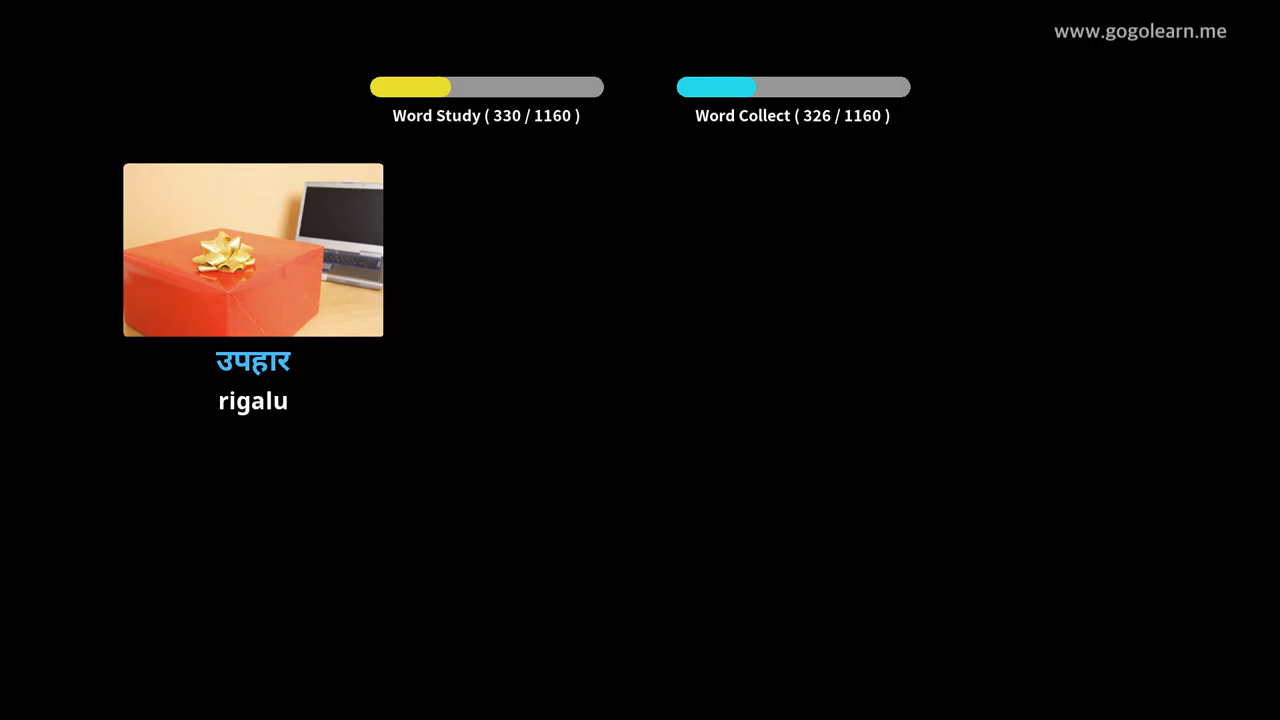 www.gogolearn.me
Word Study ( 330 / 1160 )
Word Collect ( 326 / 1160 )
उपहार
rigalu